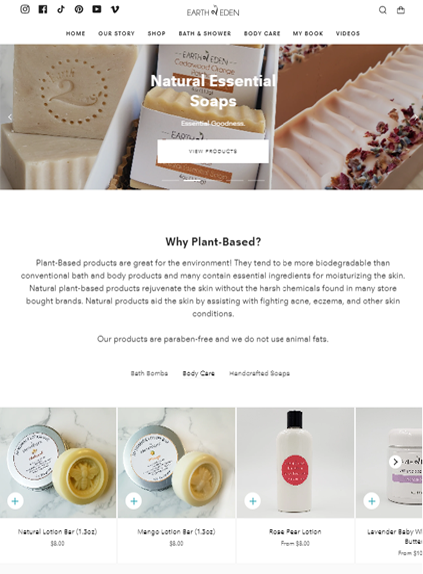 EARTH of EDEN
HOME OUR STORY SHOP BATH & SHOWER BODY CARE MY BOOK VIDEOS
EARTH of EDEN
Cedarwood Orange
Natural Essential
Soaps
Essential Goodness.
VIEW PRODUCTS
Why Plant-Based?
Plant-Based products are great for the environment! They tend to be more biodegradable than
conventional bath and body products and many contain essential ingredients for moisturizing the skin.
Natural plant-based products rejuvenate the skin without the harsh chemicals found in many store
bought brands. Natural products aid the skin by assisting with fighting acne, eczema, and other skin
conditions.
Our products are paraben-free and we do not use animal fats.
Bath Bombs Body Care Handcrafted Soaps
Natural Lotion Bar (1.3oz) Mango Lotion Bar (1.3oz) Rose Pear Lotion Lavender Baby W
$8.00 $8.00 From $8.00 Butte
From $1